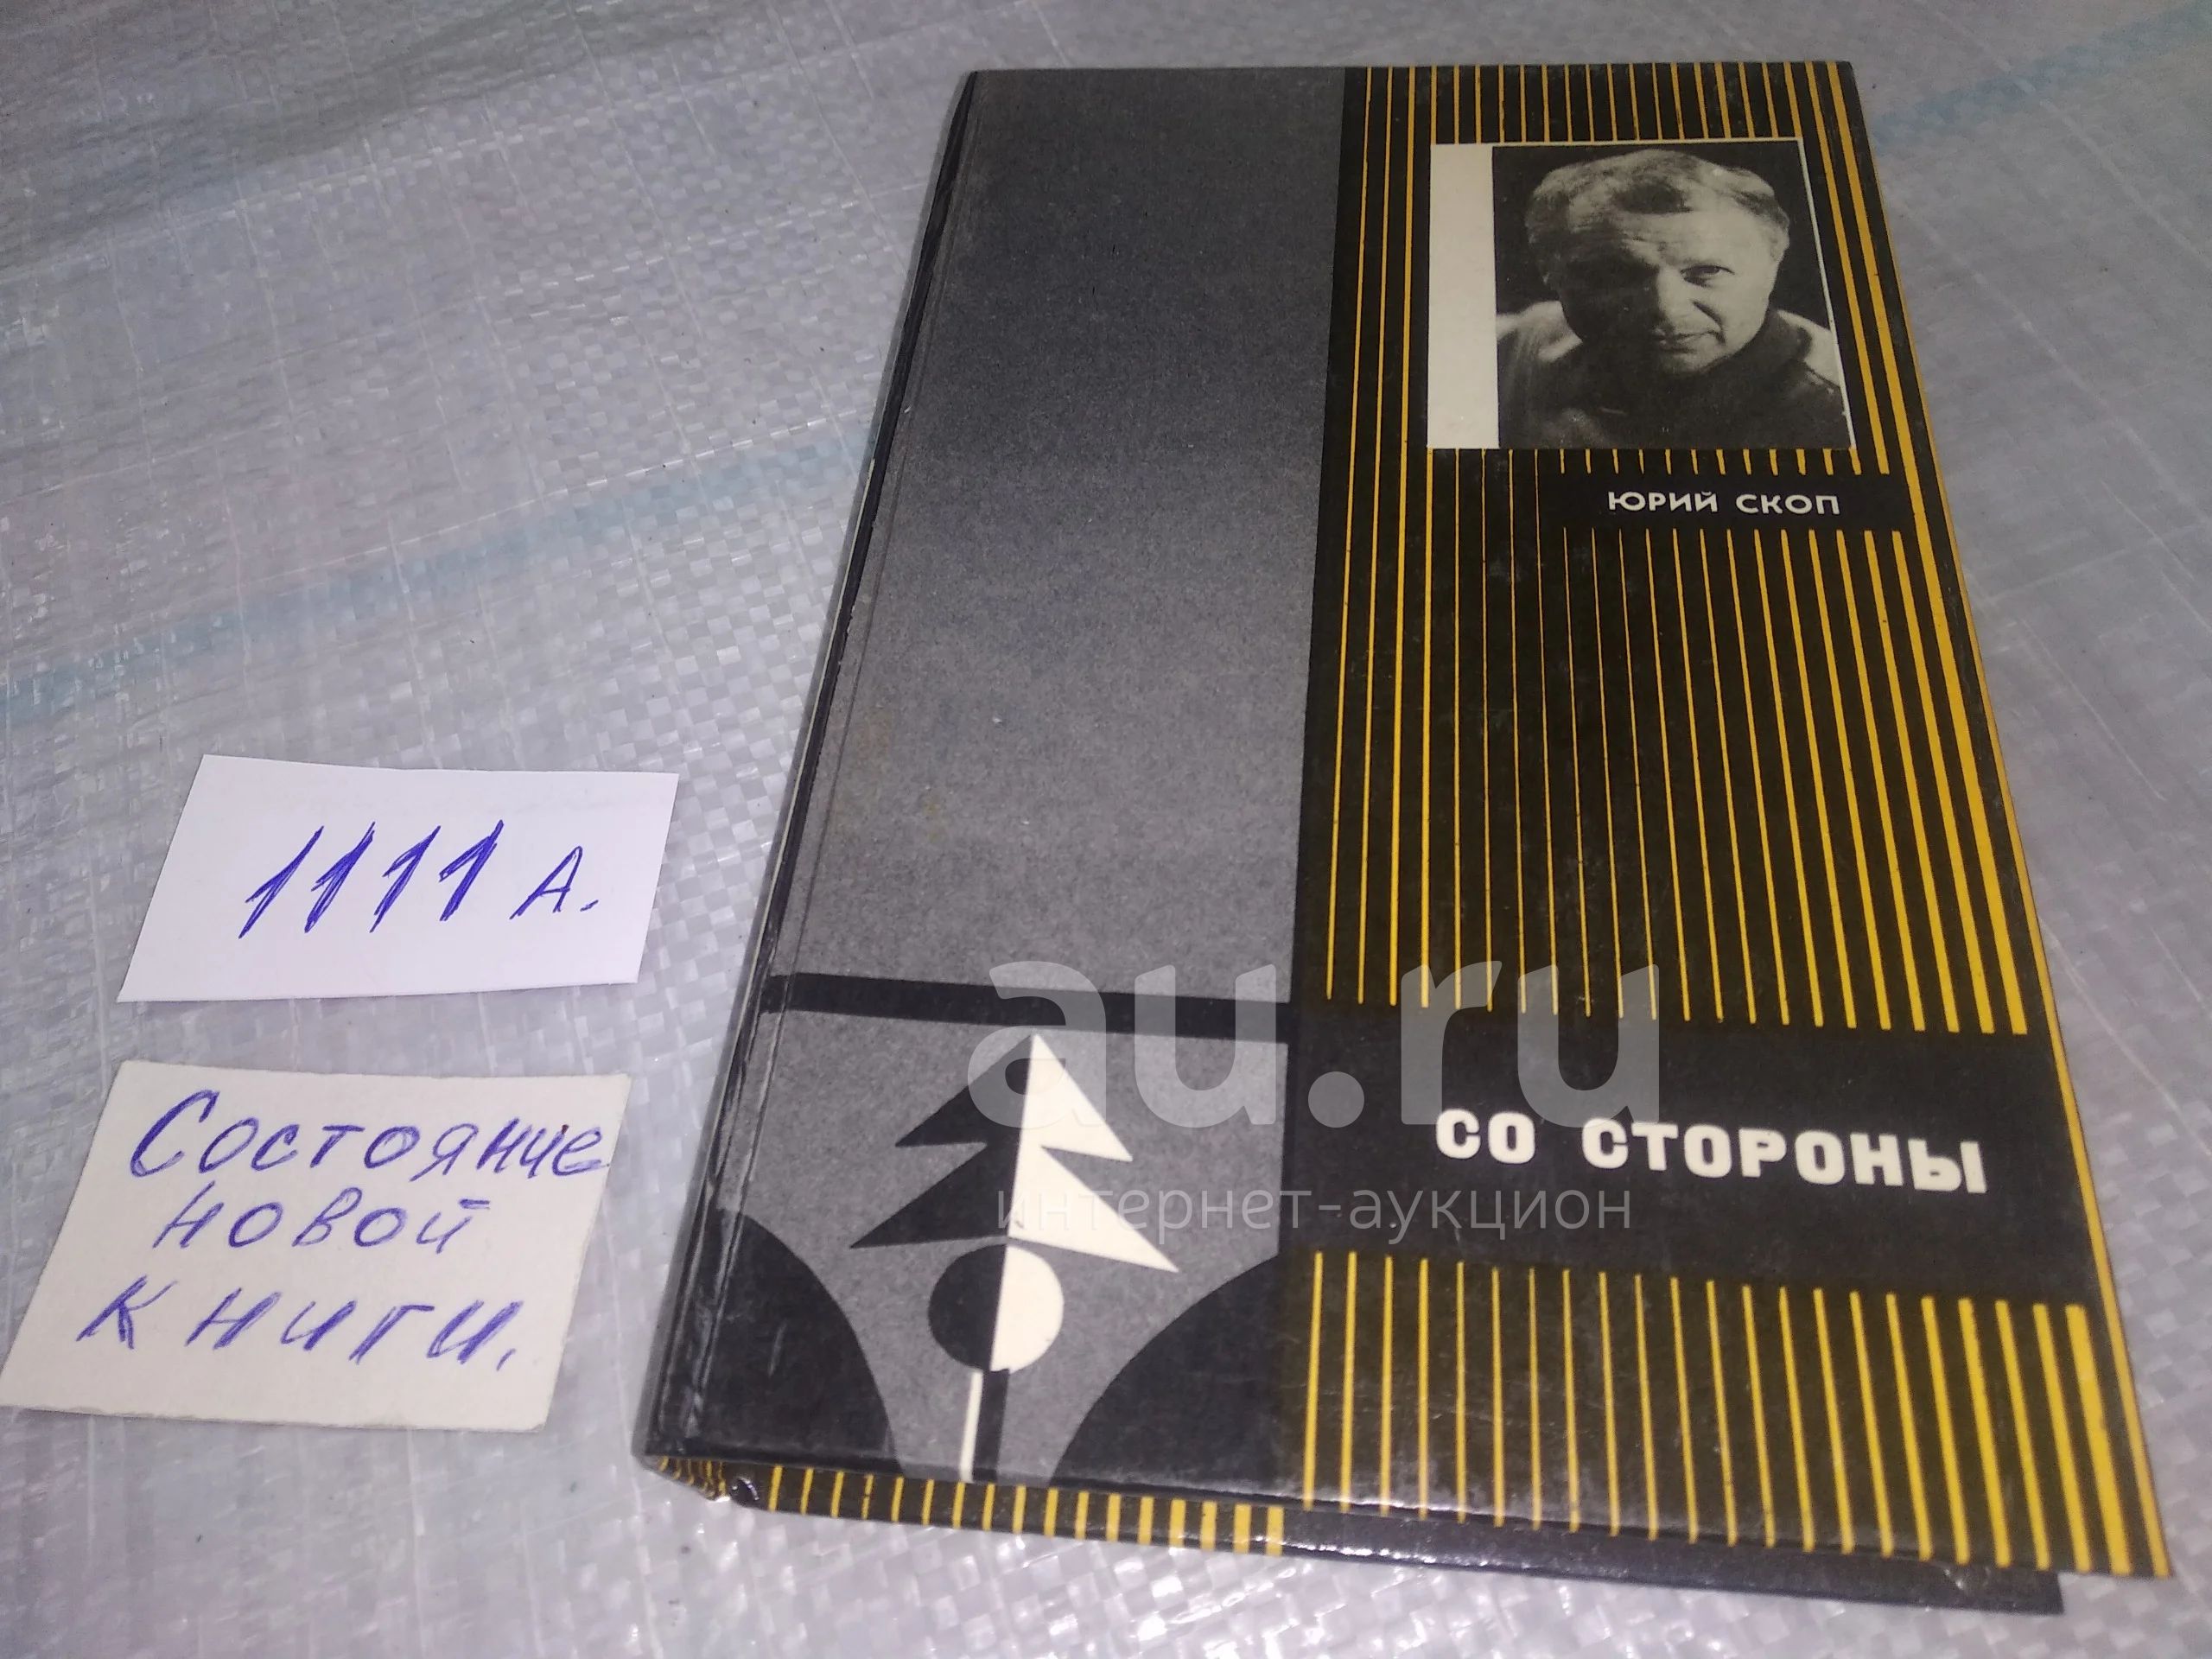 ЮРИЙ СКОП
СО СТОРОНЫ
1111 А.
Состояние
новой
книги.
au.ru
интернет-аукцион